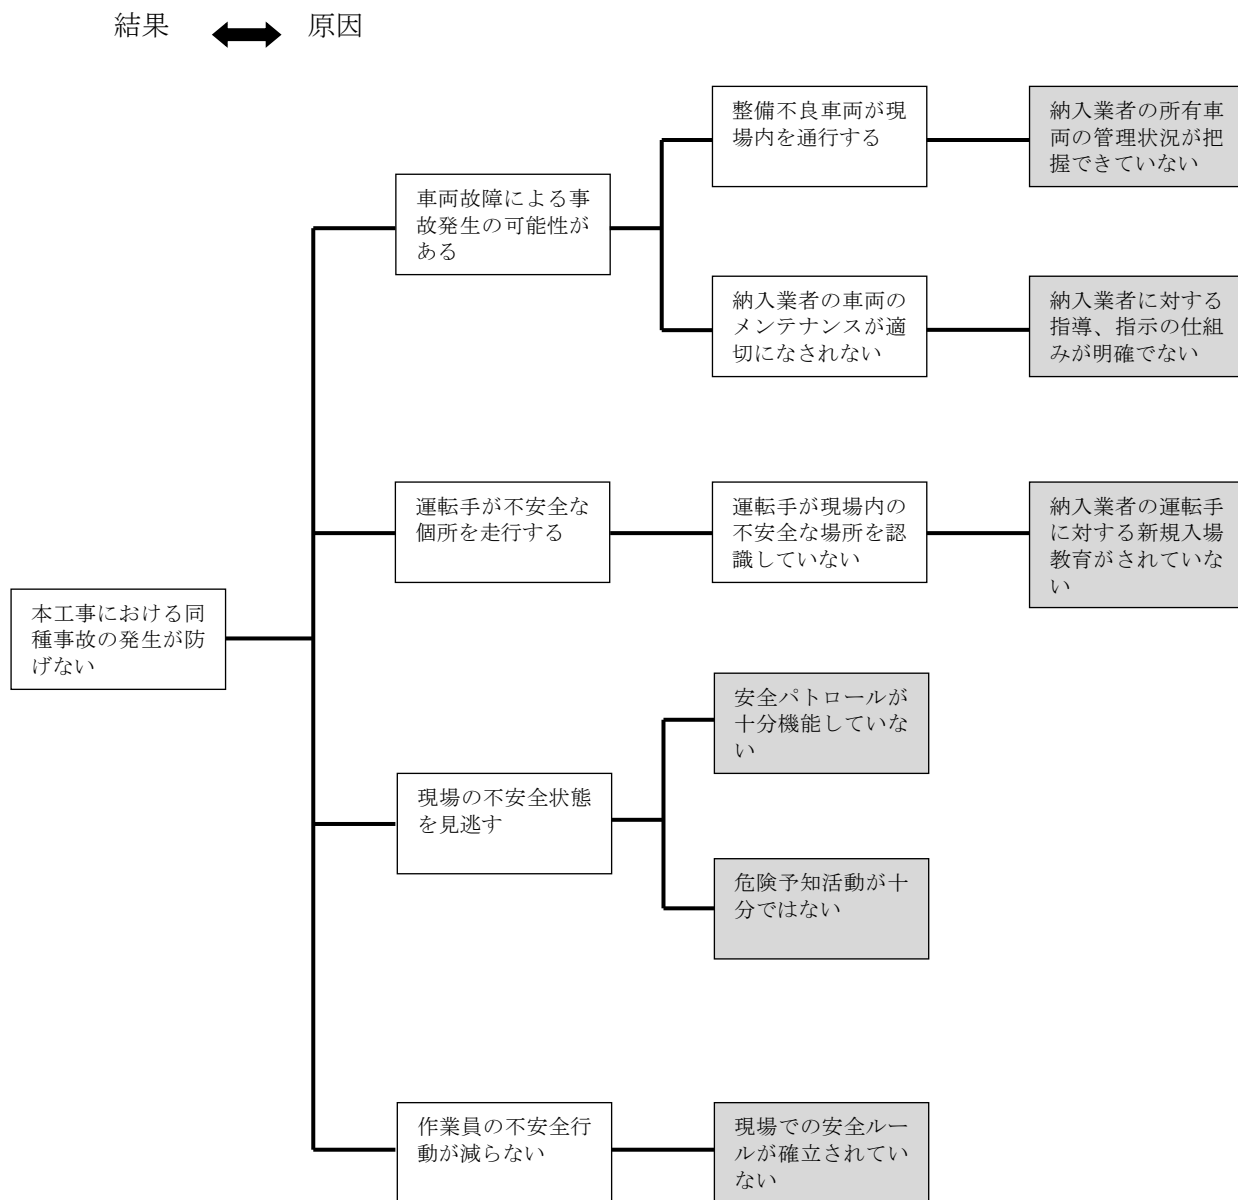 結果 原因
整備不良車両が現
場内を通行する
納入業者の所有車
両の管理状況が把
握できていない
車両故障による事
故発生の可能性が
ある
納入業者の車両の
メンテナンスが適
切になされない
納入業者に対する
指導、指示の仕組
みが明確でない
運転手が不安全な
個所を走行する
運転手が現場内の
不安全な場所を認
識していない
納入業者の運転手
に対する新規入場
教育がされていな
い
本工事における同
種事故の発生が防
げない
安全パトロールが
十分機能していな
い
現場の不安全状態
を見逃す
危険予知活動が十
分ではない
作業員の不安全行
動が減らない
現場での安全ルー
ルが確立されてい
ない